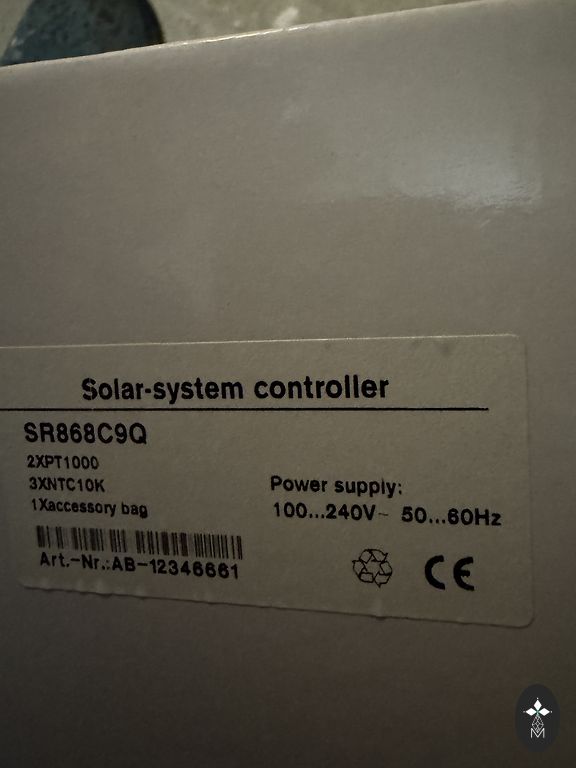 Solar-system controller
SR868C9Q
2XPT1000
3XNTC10K
1Xaccessory bag
Power supply:
100...240V~ 50...60Hz
Art.-Nr.:AB-12346661
CE
M